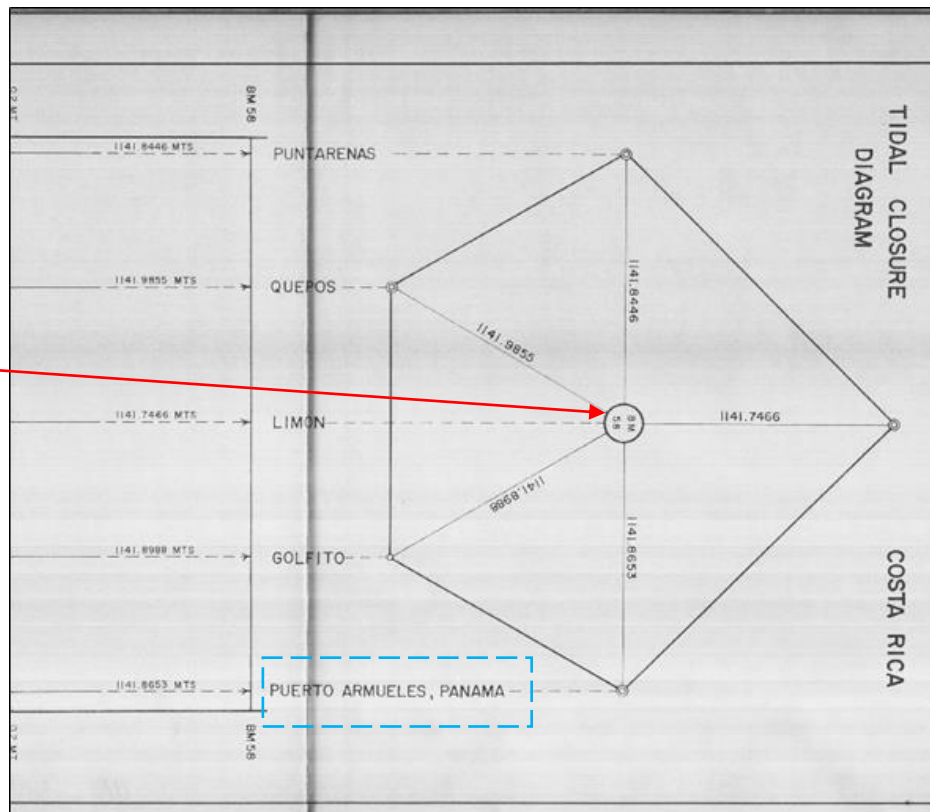 TIDAL CLOSURE
DIAGRAM
COSTA RICA
BM 58
1141.8446 MTS
PUNTARENAS
1141.9855 MTS
QUEPOS
1141.7466 MTS
LIMON
1141.8988 MTS
GOLFITO
1141.8653 MTS
PUERTO ARMUELES, PANAMA
BM 58
1141.8446
1141.9855
BM
58
1141.7466
1141.8988
1141.8653